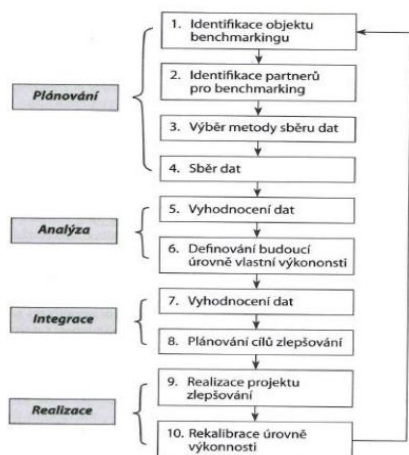 1. Identifikace objektu
benchmarkingu
2. Identifikace partnerů
pro benchmarking
Plánování
3. Výběr metody sběru dat
4. Sběr dat
5. Vyhodnocení dat
Analýza
6. Definování budoucí
úrovně vlastní výkononsti
7. Vyhodnocení dat
Integrace
8. Plánování cílů zlepšování
9. Realizace projektu
zlepšování
Realizace
10. Rekalibrace úrovně
výkonnosti